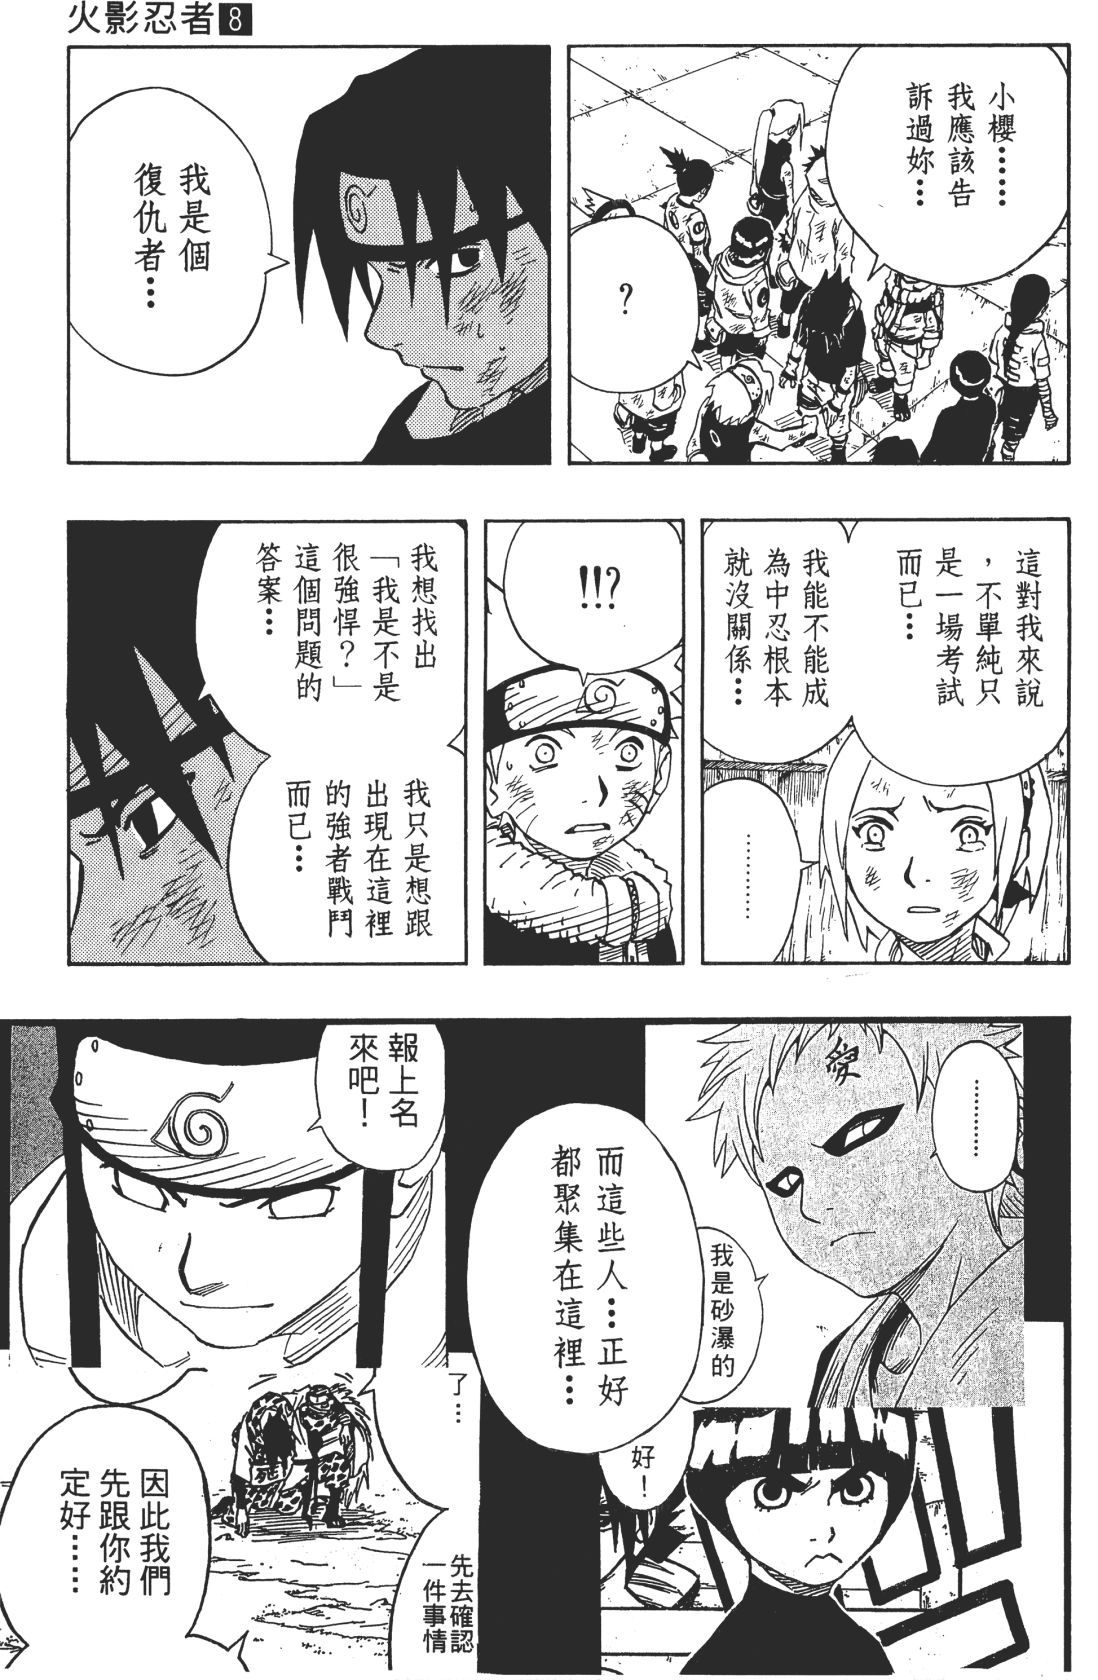 火影忍者8
小櫻……
我應該告
訴過妳…
?
我是個
復仇者…
這對我來說
，不單純只
是一場考試
而已…
我能不能成
為中忍根本
就沒關係…
…………
!!!?
我想找出
「我是不是
很強悍？」
這個問題的
答案…
我只是想跟
出現在這裡
的強者戰鬥
而已…
…………
我是砂瀑的
而這些人…正好
都聚集在這裡…
報上名
來吧！
好！
了…
先去確認
一件事情
因此我們
先跟你約
定好……